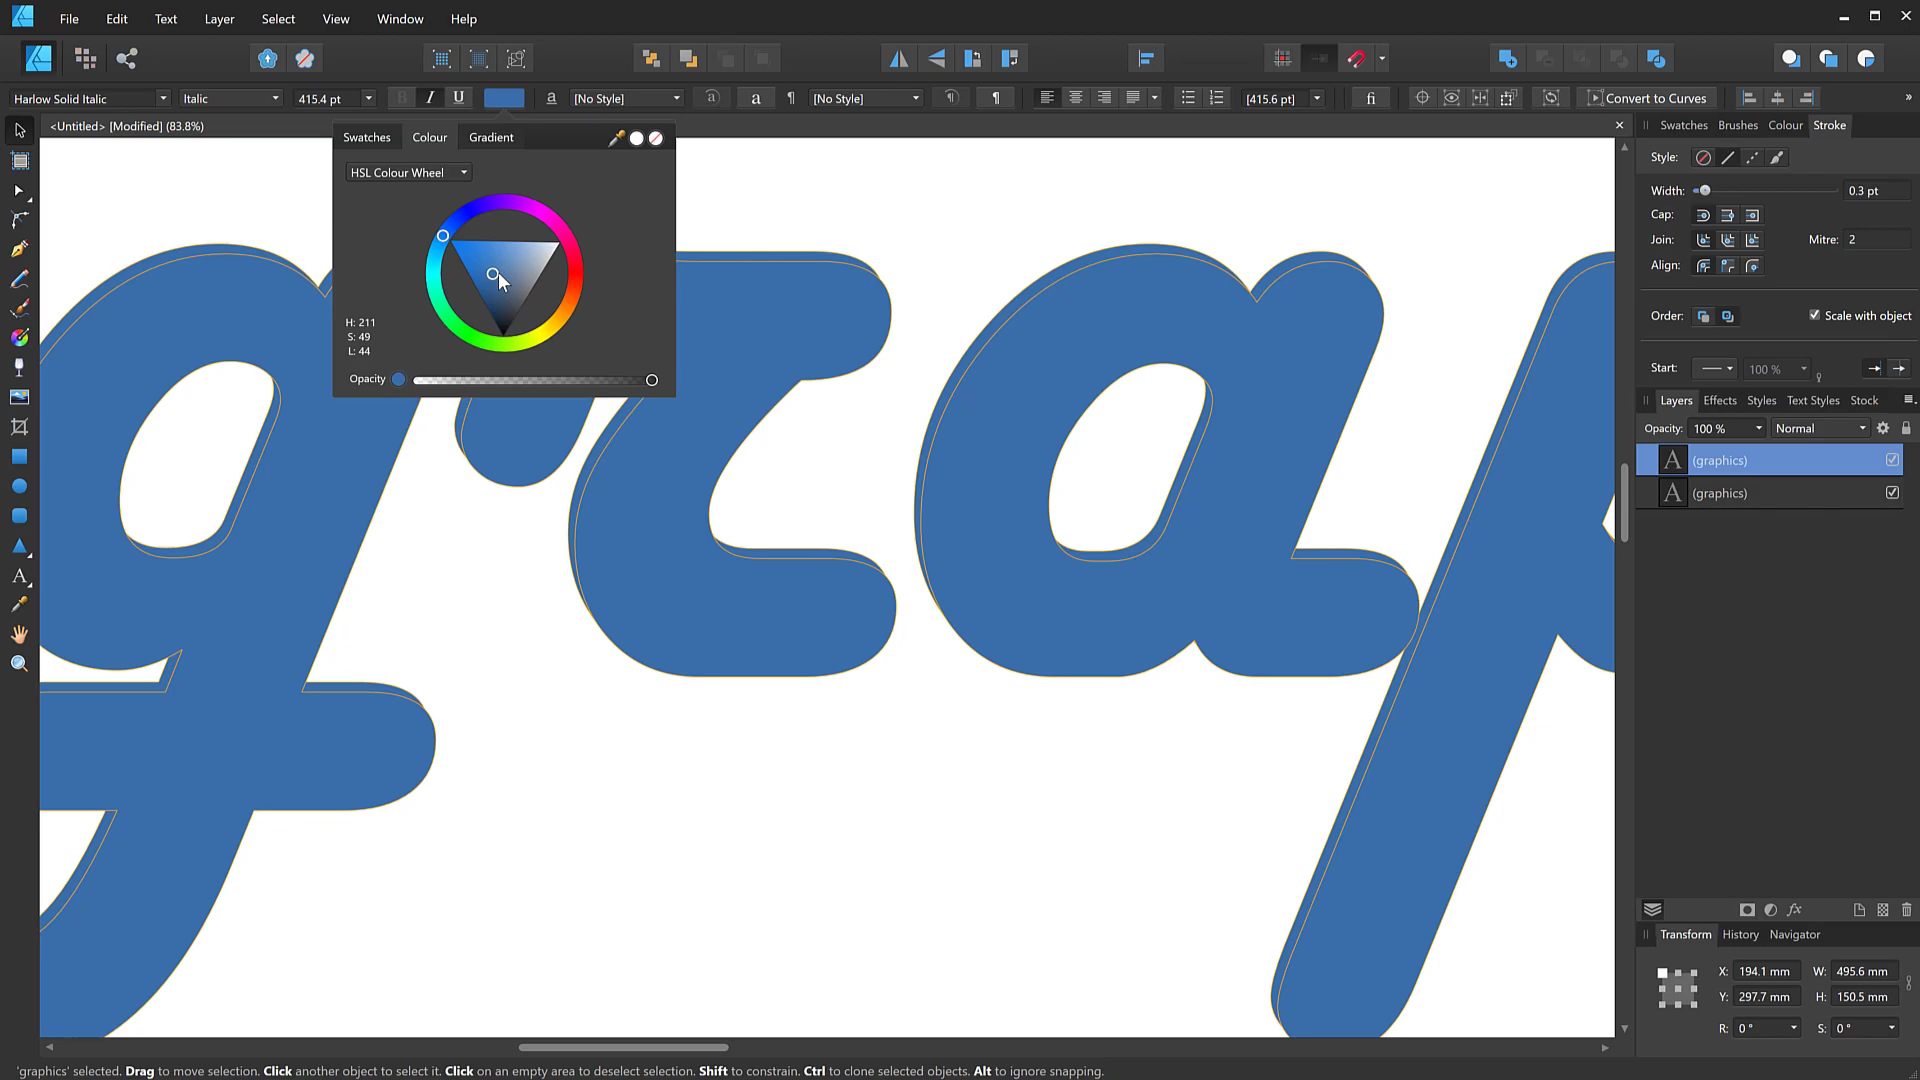 File Edit Text Layer Select View Window Help
Harlow Solid Italic Italic 415.4 pt B I U a [No Style] a a ¶ [No Style] ¶ ¶ [415.6 pt] fi Convert to Curves »
<Untitled> [Modified] (83.8%)
Swatches Colour Gradient
HSL Colour Wheel
H: 211
S: 49
L: 44
Opacity
grap
Swatches Brushes Colour Stroke
Style:
Width: 0.3 pt
Cap:
Join: Mitre: 2
Align:
Order: Scale with object
Start: 100 %
Layers Effects Styles Text Styles Stock
Opacity: 100 % Normal
A (graphics)
A (graphics)
fx
Transform History Navigator
X: 194.1 mm W: 495.6 mm
Y: 297.7 mm H: 150.5 mm
R: 0 ° S: 0 °
A
'graphics' selected. Drag to move selection. Click another object to select it. Click on an empty area to deselect selection. Shift to constrain. Ctrl to clone selected objects. Alt to ignore snapping.